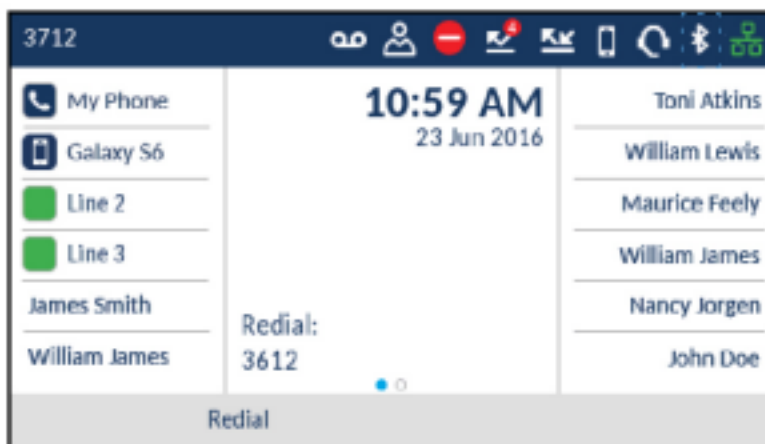 3712
4
My Phone
Galaxy S6
Line 2
Line 3
James Smith
William James
10:59 AM
23 Jun 2016
Redial:
3612
Toni Atkins
William Lewis
Maurice Feely
William James
Nancy Jorgen
John Doe
Redial